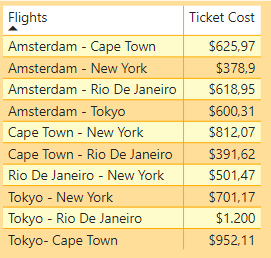 Flights Ticket Cost
Amsterdam - Cape Town $625,97
Amsterdam - New York $378,9
Amsterdam - Rio De Janeiro $618,95
Amsterdam - Tokyo $600,31
Cape Town - New York $812,07
Cape Town - Rio De Janeiro $391,62
Rio De Janeiro - New York $501,47
Tokyo - New York $701,17
Tokyo - Rio De Janeiro $1.200
Tokyo- Cape Town $952,11